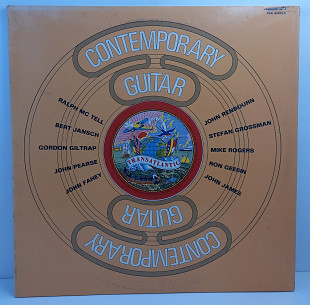 CONTEMPORARY
GUITAR
RALPH MC TELL
BERT JANSCH
GORDON GILTRAP
JOHN PEARSE
JOHN FAHEY
JOHN RENBOURN
STEFAN GROSSMAN
MIKE ROGERS
RON GEESIN
JOHN JAMES
TRANSATLANTIC
GUITAR
CONTEMPORARY